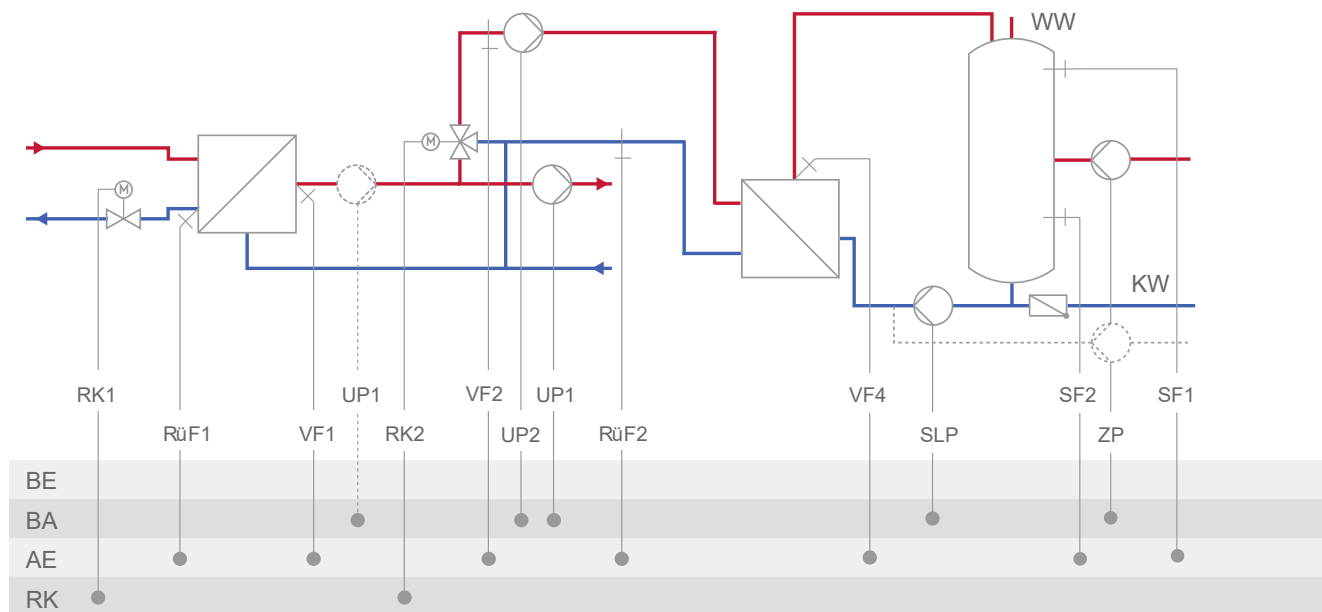 WW
M
M
KW
RK1 UP1 VF2 UP1 VF4 SF2 SF1
RüF1 VF1 RK2 UP2 RüF2 SLP ZP
BE
BA
AE
RK